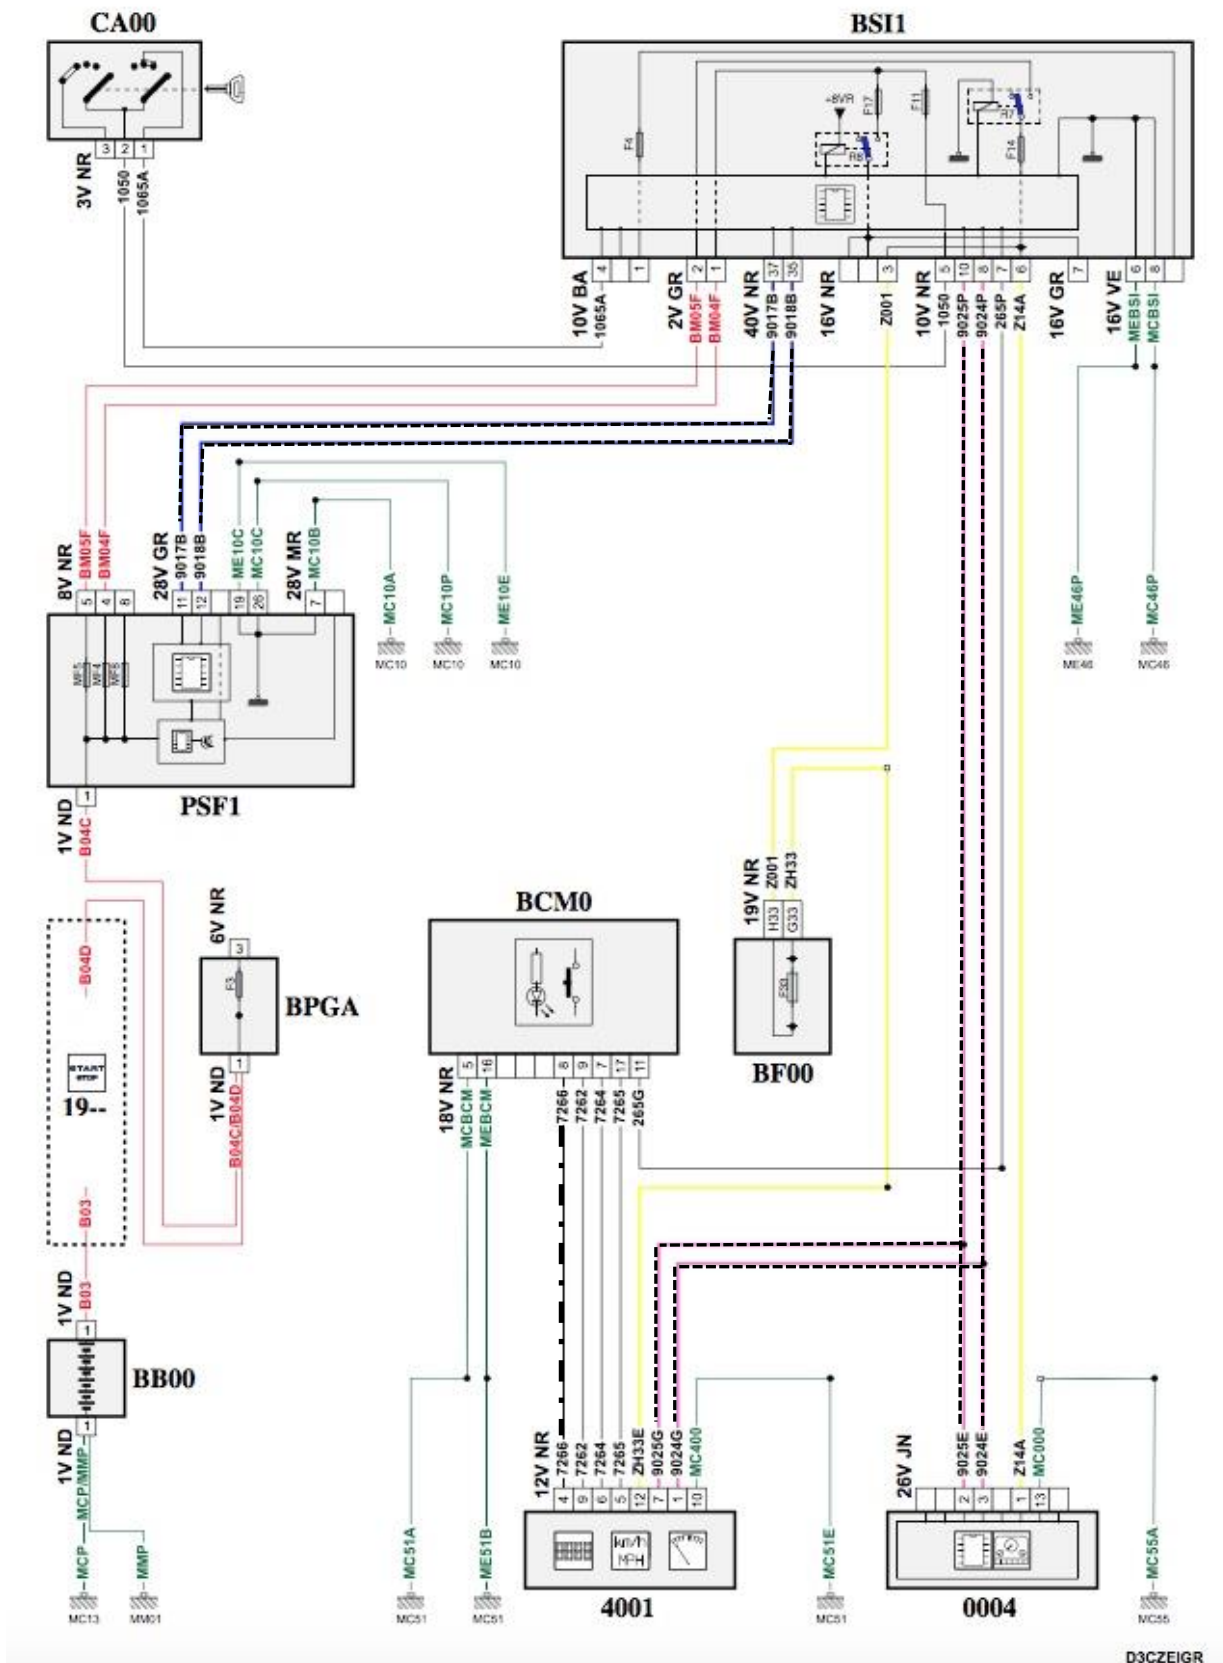 CA00
BSI1
+8VR
F17
F11
R7
F4
R8
F14
3 2 1
3V NR
1050
1065A
4 1
2 1
37 35
3
5 10 8 7 6
7
6 8
10V BA
1065A
2V GR
BM05F
BM04F
40V NR
9017B
9018B
16V NR
Z001
10V NR
1050
9025P
9024P
265P
Z14A
16V GR
16V VE
MEBSI
MCBSI
8V NR
BM05F
BM04F
28V GR
9017B
9018B
ME10C
MC10C
28V MR
MC10B
MC10A
MC10P
ME10E
ME46P
MC46P
5 4 8
11 12 19 26
7
MC10
MC10
MC10
ME46
MC46
MF5
MF4
1
PSF1
1V ND
B04C
19V NR
Z001
ZH33
6V NR
BCM0
H33 G33
3
B04D
F3
BPGA
F33
START
STOP
19--
1
5 16 8 9 7 17 11
BF00
1V ND
B04C/B04D
18V NR
MCBCM
MEBCM
7266
7262
7264
7265
265G
B03
1V ND
B03
1
BB00
1
1V ND
MCP/MMP
12V NR
7266
7262
7264
7265
ZH33E
9025G
9024G
MC400
26V JN
9025E
9024E
Z14A
MC000
4 9 6 5 12 7 1 10
2 3 1 13
MCP
MMP
MC51A
ME51B
km/h
MPH
MC51E
MC55A
MC13
MM01
MC51
MC51
4001
MC51
0004
MC55
D3CZEIGR